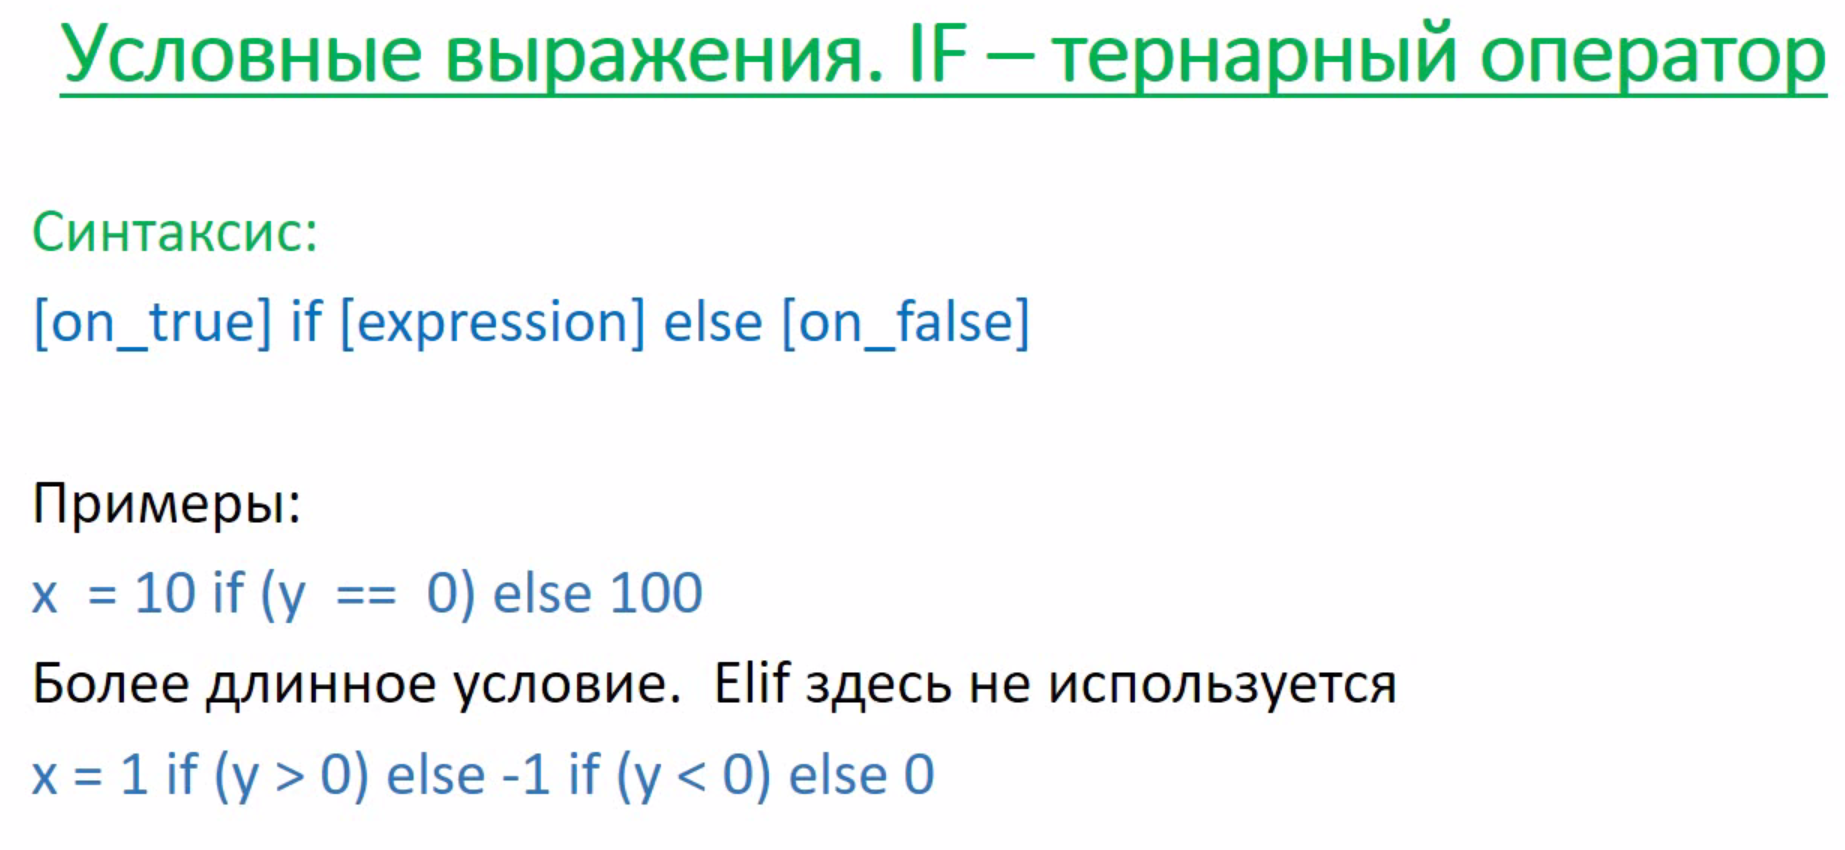 Условные выражения. IF – тернарный оператор
Синтаксис:
[on_true] if [expression] else [on_false]
Примеры:
x  = 10 if (y  ==  0) else 100
Более длинное условие.  Elif здесь не используется
x = 1 if (y > 0) else -1 if (y < 0) else 0